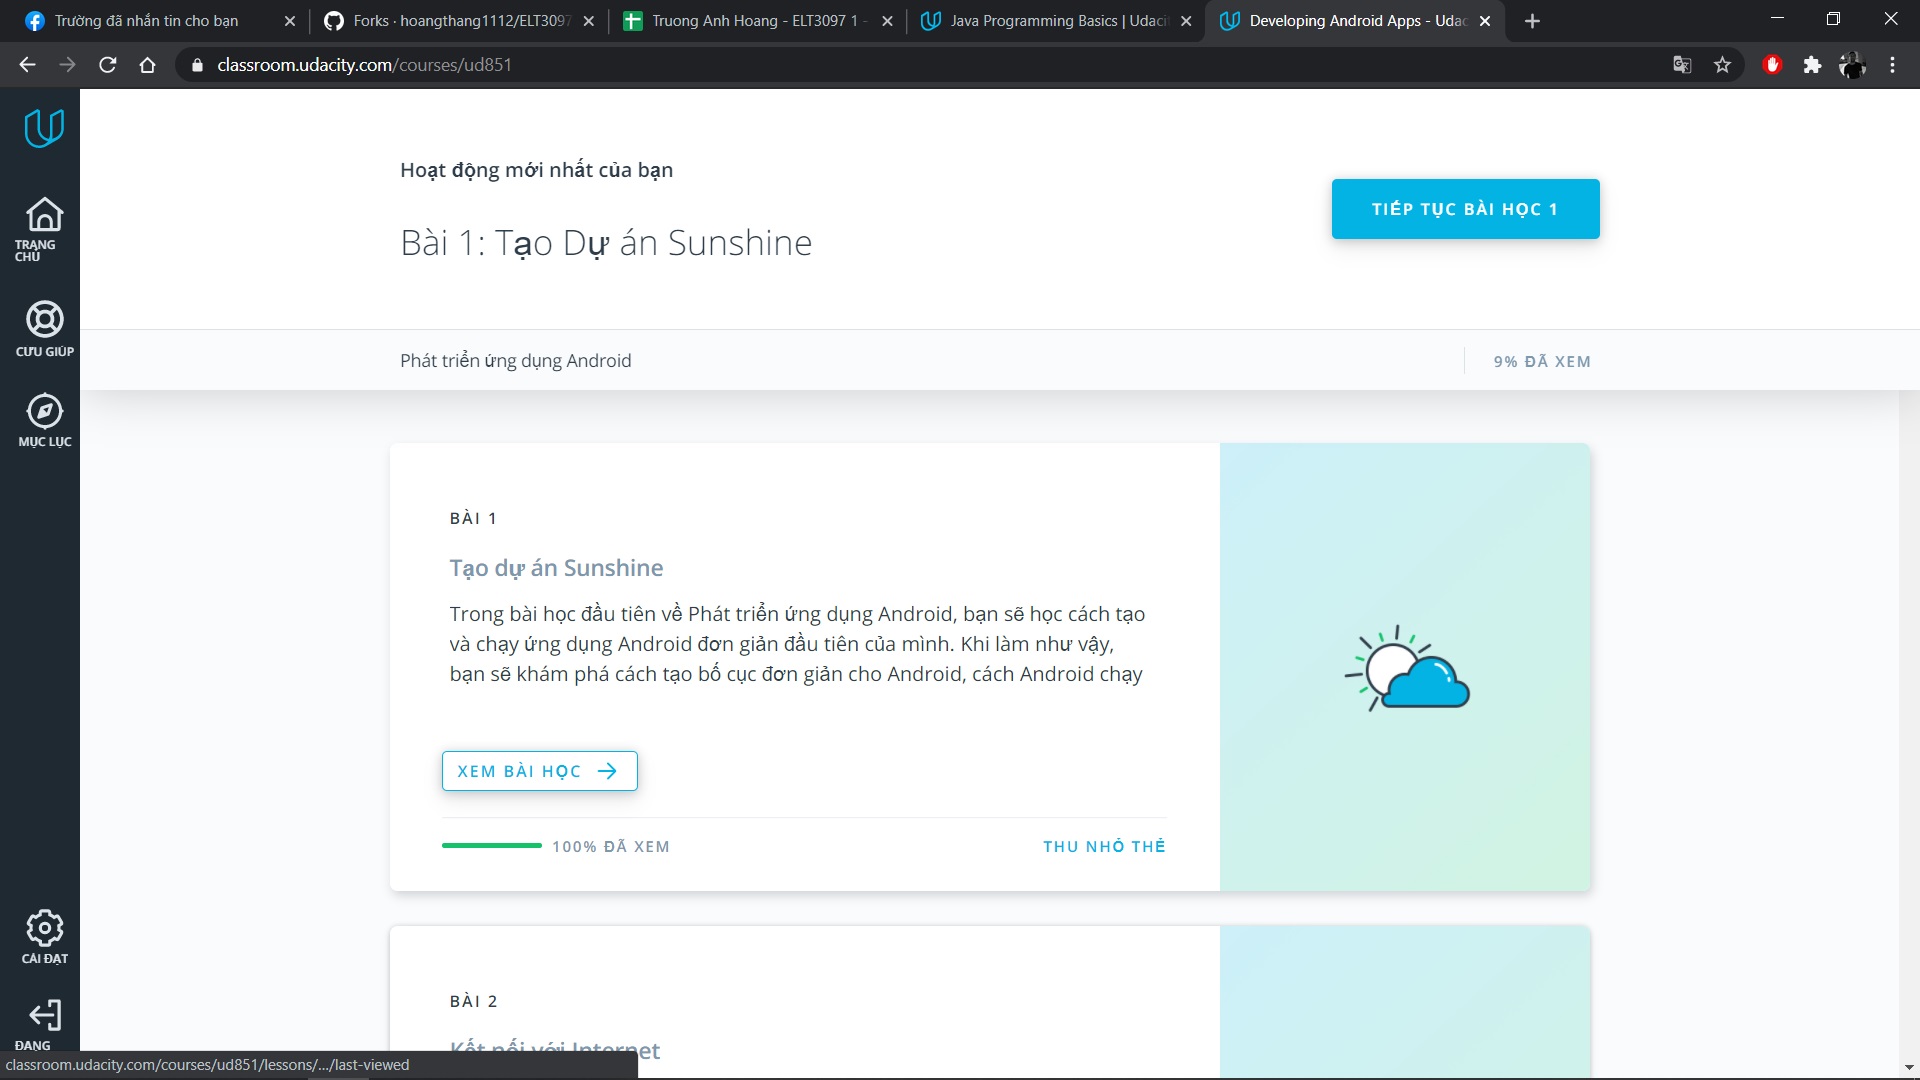 Trường đã nhắn tin cho bạn
Forks · hoangthang1112/ELT3097
Truong Anh Hoang - ELT3097 1 -
Java Programming Basics | Udaci
Developing Android Apps - Udac
classroom.udacity.com/courses/ud851
TRANG
CHỦ
CỨU GIÚP
MỤC LỤC
CÀI ĐẶT
ĐANG
Hoạt động mới nhất của bạn
Bài 1: Tạo Dự án Sunshine
TIẾP TỤC BÀI HỌC 1
Phát triển ứng dụng Android
9% ĐÃ XEM
BÀI 1
Tạo dự án Sunshine
Trong bài học đầu tiên về Phát triển ứng dụng Android, bạn sẽ học cách tạo
và chạy ứng dụng Android đơn giản đầu tiên của mình. Khi làm như vậy,
bạn sẽ khám phá cách tạo bố cục đơn giản cho Android, cách Android chạy
XEM BÀI HỌC
100% ĐÃ XEM
THU NHỎ THẺ
BÀI 2
Kết nối với Internet
classroom.udacity.com/courses/ud851/lessons/.../last-viewed